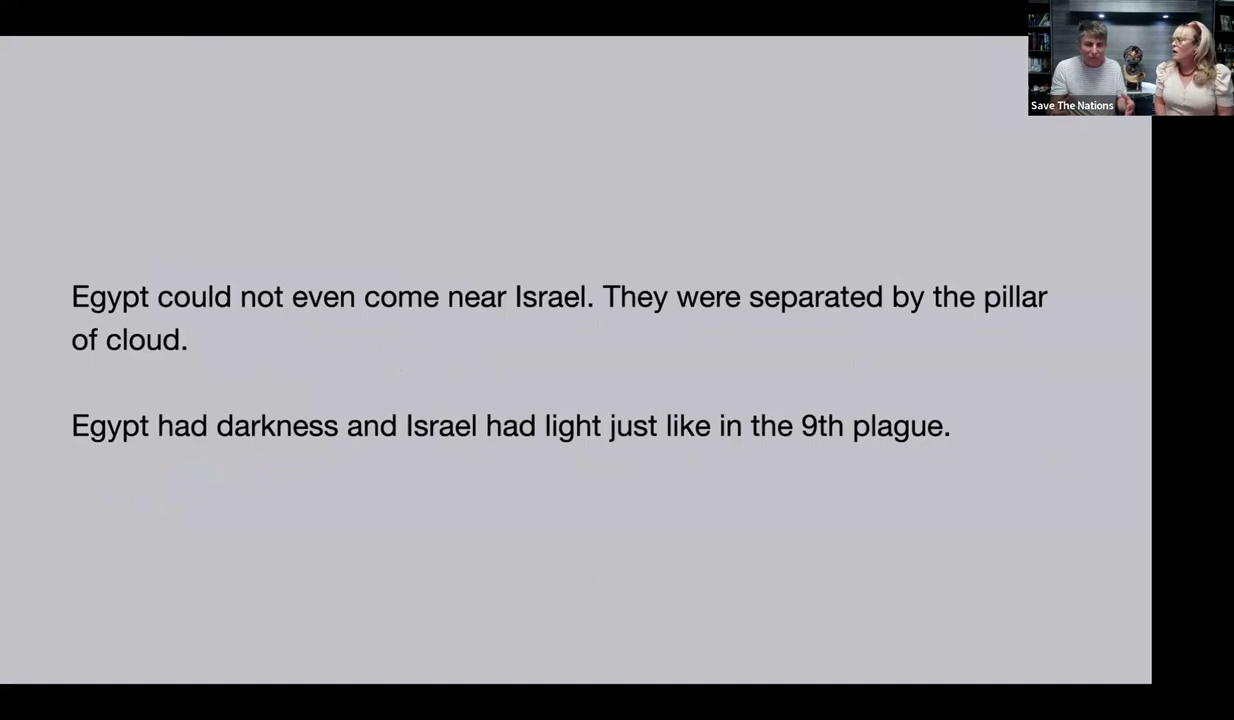 Save The Nations
Egypt could not even come near Israel. They were separated by the pillar
of cloud.
Egypt had darkness and Israel had light just like in the 9th plague.